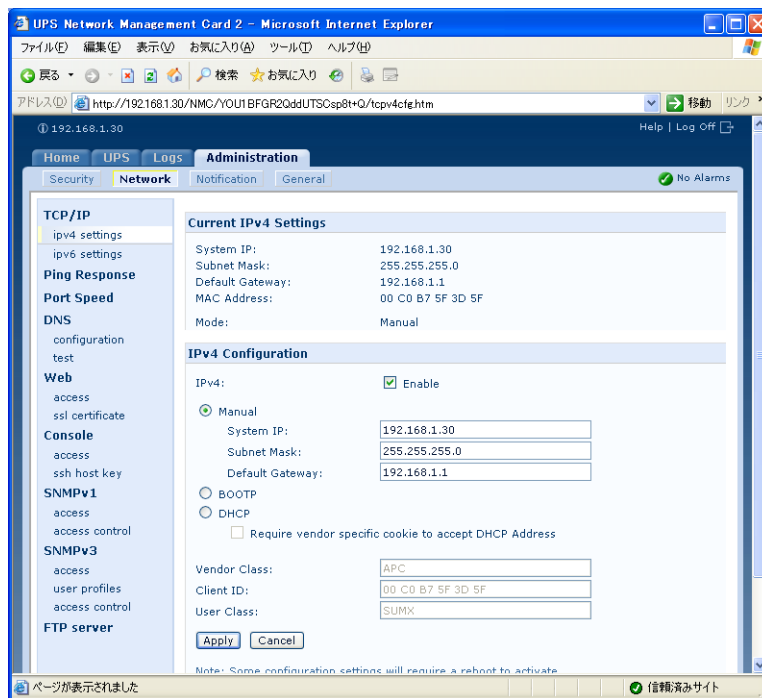 UPS Network Management Card 2 - Microsoft Internet Explorer
ファイル(F) 編集(E) 表示(V) お気に入り(A) ツール(T) ヘルプ(H)
戻る 検索 お気に入り
アドレス(D) http://192.168.1.30/NMC/YOU1BFGR2QddUTSCsp8t+Q/tcpv4cfg.htm 移動 リンク »
192.168.1.30 Help | Log Off
Home UPS Logs Administration
Security Network Notification General No Alarms
TCP/IP
ipv4 settings
ipv6 settings
Ping Response
Port Speed
DNS
configuration
test
Web
access
ssl certificate
Console
access
ssh host key
SNMPv1
access
access control
SNMPv3
access
user profiles
access control
FTP server
Current IPv4 Settings
System IP: 192.168.1.30
Subnet Mask: 255.255.255.0
Default Gateway: 192.168.1.1
MAC Address: 00 C0 B7 5F 3D 5F
Mode: Manual
IPv4 Configuration
IPv4: Enable
Manual
System IP: 192.168.1.30
Subnet Mask: 255.255.255.0
Default Gateway: 192.168.1.1
BOOTP
DHCP
Require vendor specific cookie to accept DHCP Address
Vendor Class: APC
Client ID: 00 C0 B7 5F 3D 5F
User Class: SUMX
Apply Cancel
Note: Some configuration settings will require a reboot to activate
ページが表示されました 信頼済みサイト